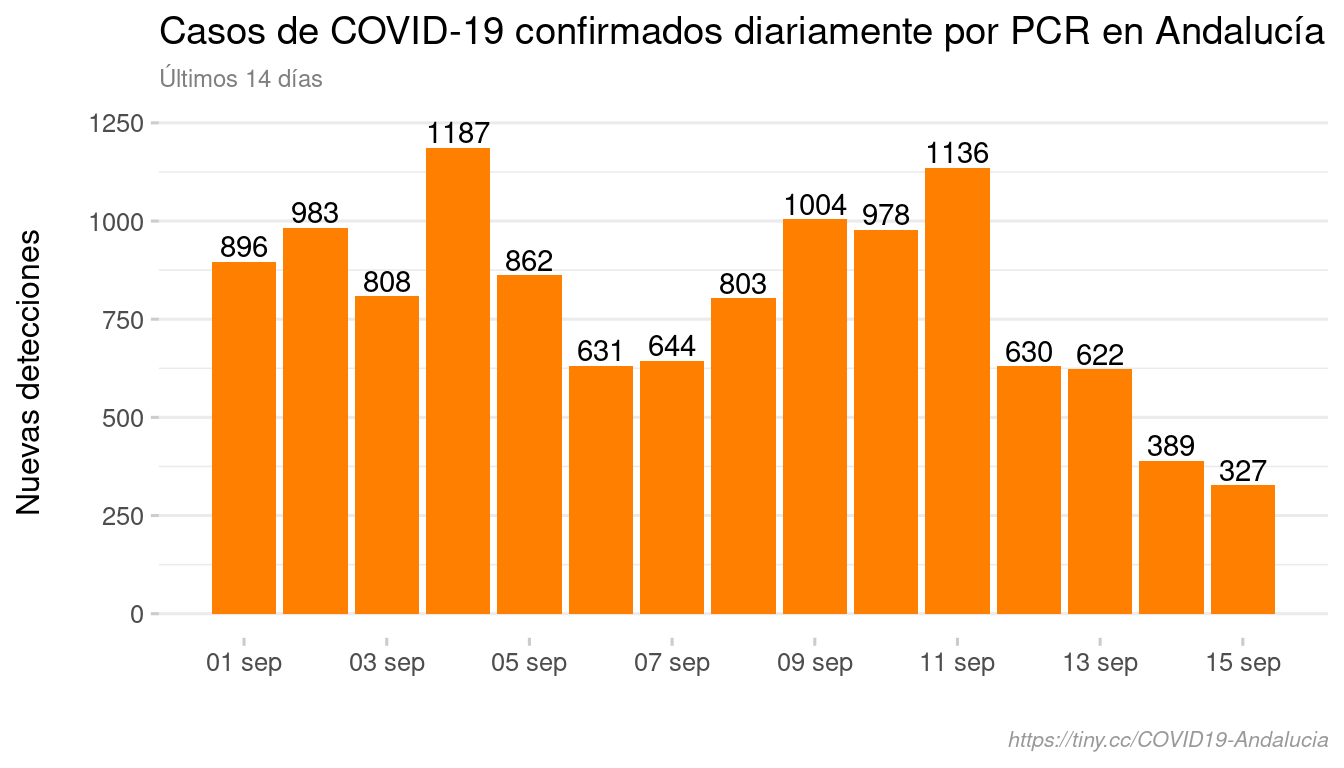 Casos de COVID-19 confirmados diariamente por PCR en Andalucía
Últimos 14 días
Nuevas detecciones
1250
1000
750
500
250
0
896
983
808
1187
862
631
644
803
1004
978
1136
630
622
389
327
01 sep
03 sep
05 sep
07 sep
09 sep
11 sep
13 sep
15 sep
https://tiny.cc/COVID19-Andalucia